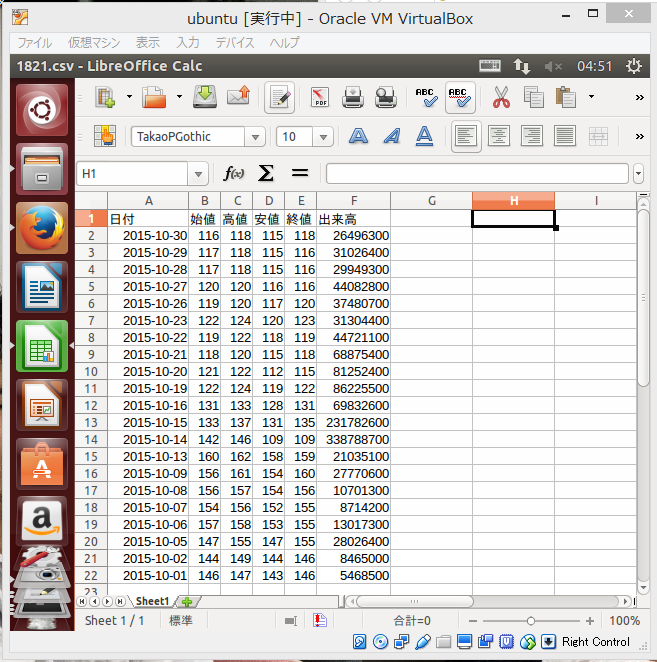 ubuntu [実行中] - Oracle VM VirtualBox
ファイル 仮想マシン 表示 入力 デバイス ヘルプ
1821.csv - LibreOffice Calc 04:51
PDF ABC ABC
TakaoPGothic 10 A A A
H1 f(x) Σ =
A B C D E F G H I
1 日付 始値 高値 安値 終値 出来高
2 2015-10-30 116 118 115 118 26496300
3 2015-10-29 117 118 115 116 31026400
4 2015-10-28 117 118 115 116 29949300
5 2015-10-27 120 120 116 116 44082800
6 2015-10-26 119 120 117 120 37480700
7 2015-10-23 122 124 120 123 31304400
8 2015-10-22 119 122 118 119 44721100
9 2015-10-21 118 120 115 118 68875400
10 2015-10-20 121 122 112 115 81252400
11 2015-10-19 122 124 119 122 86225500
12 2015-10-16 131 133 128 131 69832600
13 2015-10-15 133 137 131 135 231782600
14 2015-10-14 142 146 109 109 338788700
15 2015-10-13 160 162 158 159 21035100
16 2015-10-09 156 161 154 160 27770600
17 2015-10-08 156 157 154 156 10701300
18 2015-10-07 154 156 152 155 8714200
19 2015-10-06 157 158 153 155 13017300
20 2015-10-05 147 155 147 155 28026400
21 2015-10-02 144 149 144 146 8465000
22 2015-10-01 146 147 143 146 5468500
23
Sheet1
Sheet 1 / 1 標準 合計=0 100%
Right Control